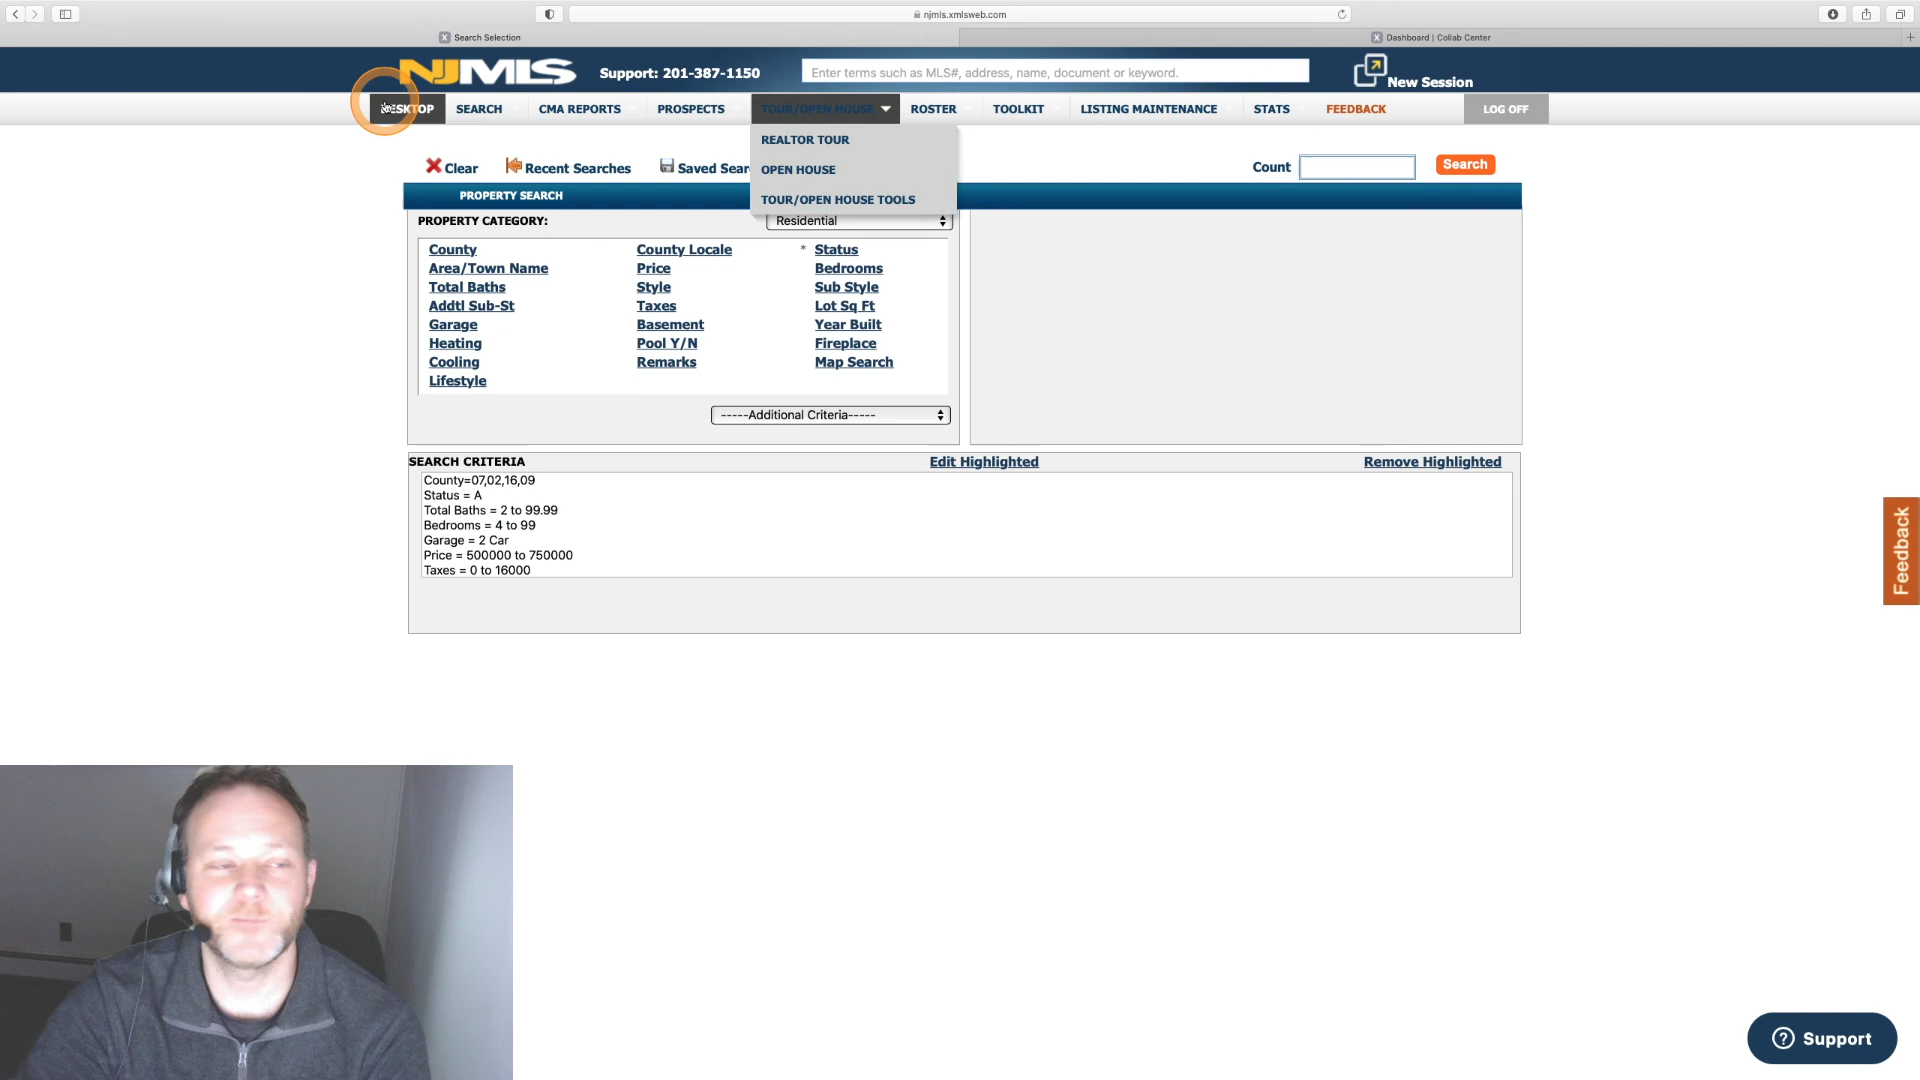 njmls.xmlsweb.com
X Search Selection
X Dashboard | Collab Center
NJMLS
Support: 201-387-1150
Enter terms such as MLS#, address, name, document or keyword.
New Session
DESKTOP SEARCH CMA REPORTS PROSPECTS TOUR/OPEN HOUSE ROSTER TOOLKIT LISTING MAINTENANCE STATS FEEDBACK LOG OFF
REALTOR TOUR
OPEN HOUSE
TOUR/OPEN HOUSE TOOLS
Clear Recent Searches Saved Sear
Count Search
PROPERTY SEARCH
PROPERTY CATEGORY: Residential
County County Locale * Status
Area/Town Name Price Bedrooms
Total Baths Style Sub Style
Addtl Sub-St Taxes Lot Sq Ft
Garage Basement Year Built
Heating Pool Y/N Fireplace
Cooling Remarks Map Search
Lifestyle
-----Additional Criteria-----
SEARCH CRITERIA Edit Highlighted Remove Highlighted
County=07,02,16,09
Status = A
Total Baths = 2 to 99.99
Bedrooms = 4 to 99
Garage = 2 Car
Price = 500000 to 750000
Taxes = 0 to 16000
Feedback
? Support